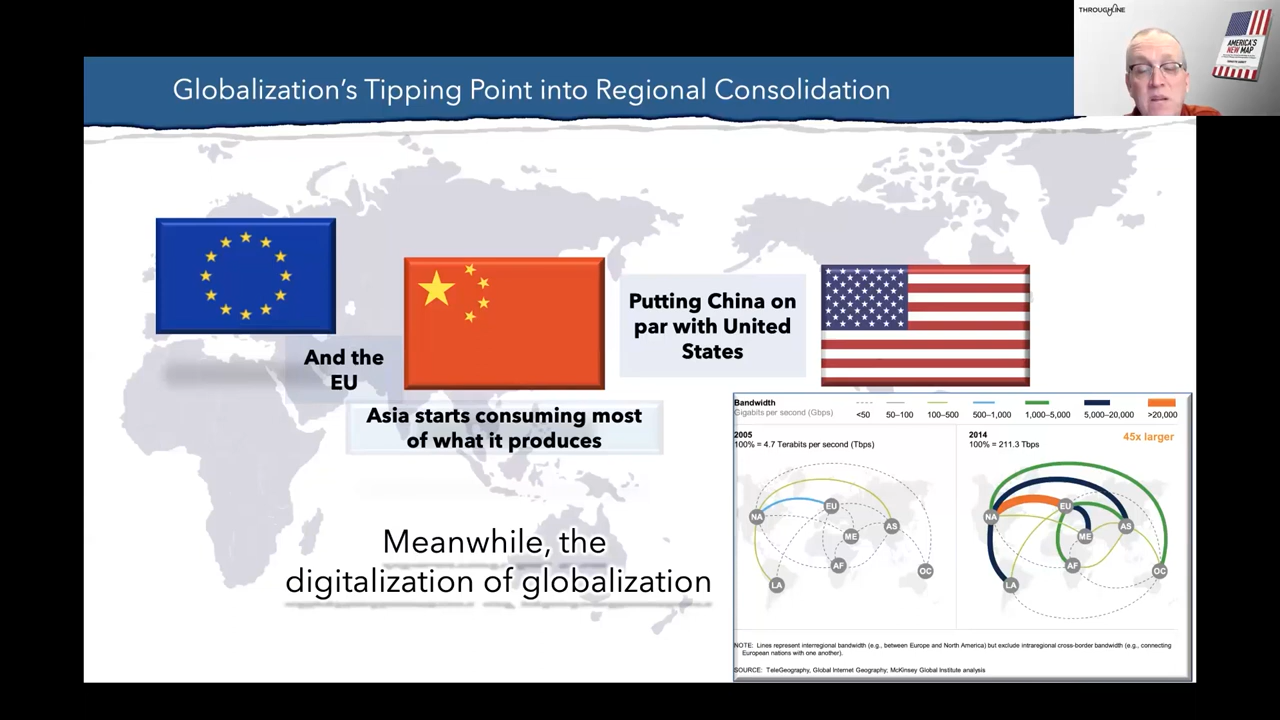 THROUGHLINE
AMERICA'S
NEW MAP
Globalization's Tipping Point into Regional Consolidation
Putting China on
par with United
States
And the
EU
Asia starts consuming most
of what it produces
Meanwhile, the
digitalization of globalization
Bandwidth
Gigabits per second (Gbps)
<50
50–100
100–500
500–1,000
1,000–5,000
5,000–20,000
>20,000
2005
100% = 4.7 Terabits per second (Tbps)
NA
EU
AS
ME
AF
OC
LA
2014
100% = 211.3 Tbps
45x larger
NA
EU
AS
ME
AF
OC
LA
NOTE: Lines represent interregional bandwidth (e.g., between Europe and North America) but exclude intraregional cross-border bandwidth (e.g., connecting
European nations with one another).
SOURCE: TeleGeography, Global Internet Geography; McKinsey Global Institute analysis